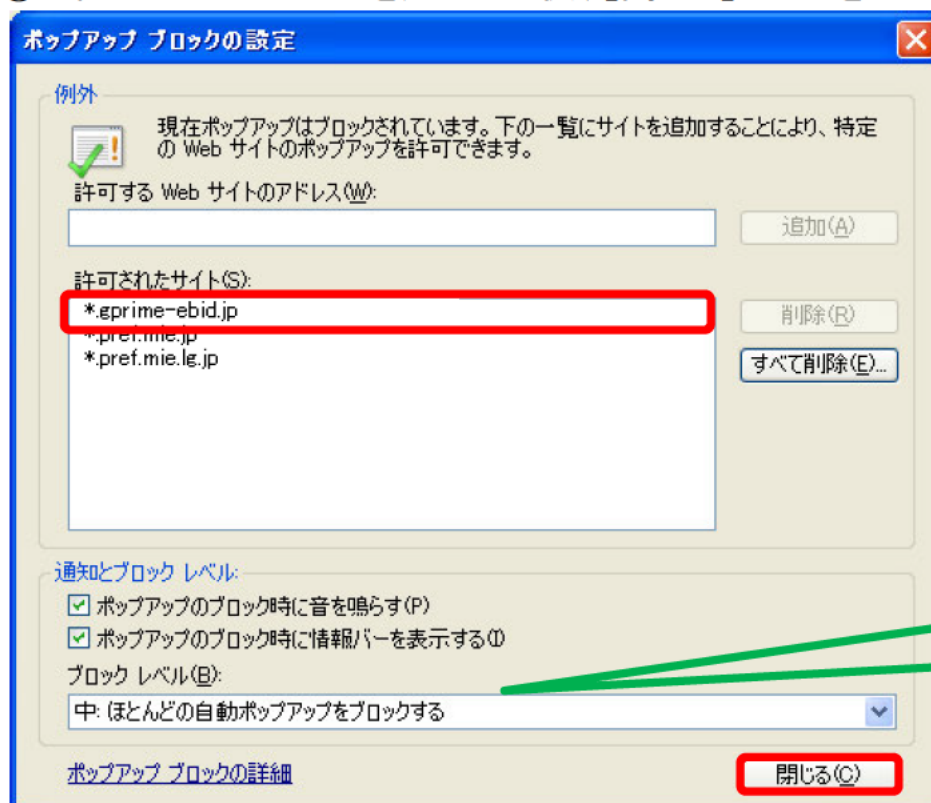 ポップアップ ブロックの設定
例外
現在ポップアップはブロックされています。下の一覧にサイトを追加することにより、特定
の Web サイトのポップアップを許可できます。
許可する Web サイトのアドレス(W):
追加(A)
許可されたサイト(S):
*.gprime-ebid.jp
削除(R)
*.pref.mie.jp
*.pref.mie.lg.jp
すべて削除(E)...
通知とブロック レベル:
ポップアップのブロック時に音を鳴らす(P)
ポップアップのブロック時に情報バーを表示する(I)
ブロック レベル(B):
中: ほとんどの自動ポップアップをブロックする
ポップアップ ブロックの詳細
閉じる(C)